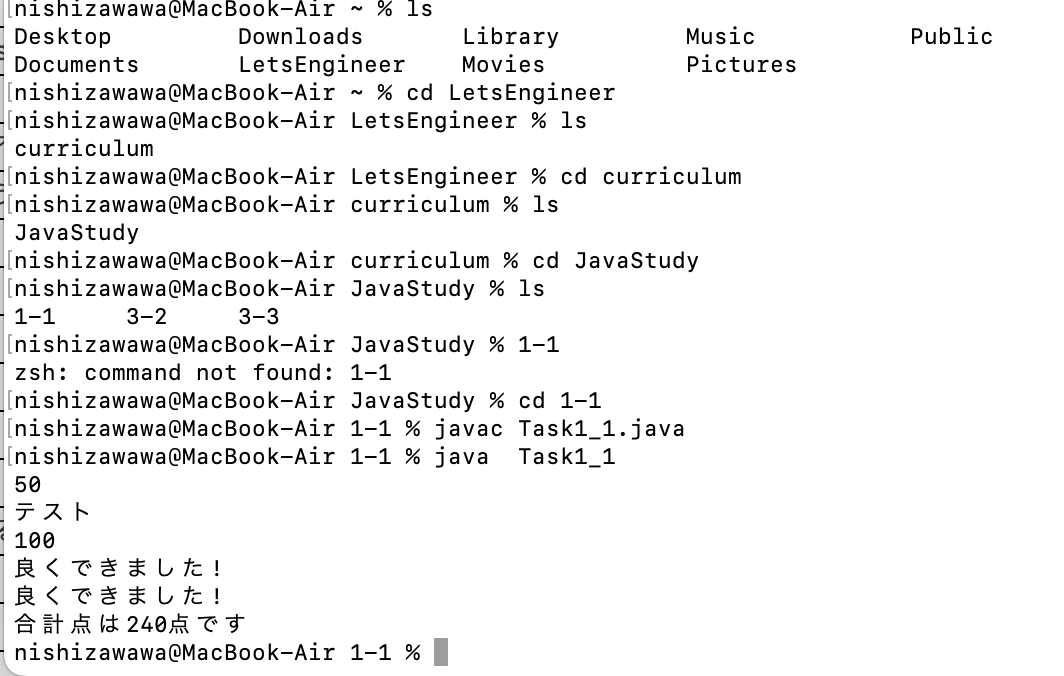 [nishizawawa@MacBook-Air ~ % ls
Desktop Downloads Library Music Public
Documents LetsEngineer Movies Pictures
[nishizawawa@MacBook-Air ~ % cd LetsEngineer
[nishizawawa@MacBook-Air LetsEngineer % ls
curriculum
[nishizawawa@MacBook-Air LetsEngineer % cd curriculum
[nishizawawa@MacBook-Air curriculum % ls
JavaStudy
[nishizawawa@MacBook-Air curriculum % cd JavaStudy
[nishizawawa@MacBook-Air JavaStudy % ls
1-1 3-2 3-3
[nishizawawa@MacBook-Air JavaStudy % 1-1
zsh: command not found: 1-1
[nishizawawa@MacBook-Air JavaStudy % cd 1-1
[nishizawawa@MacBook-Air 1-1 % javac Task1_1.java
[nishizawawa@MacBook-Air 1-1 % java  Task1_1
50
テスト
100
良くできました!
良くできました!
合計点は240点です
nishizawawa@MacBook-Air 1-1 %